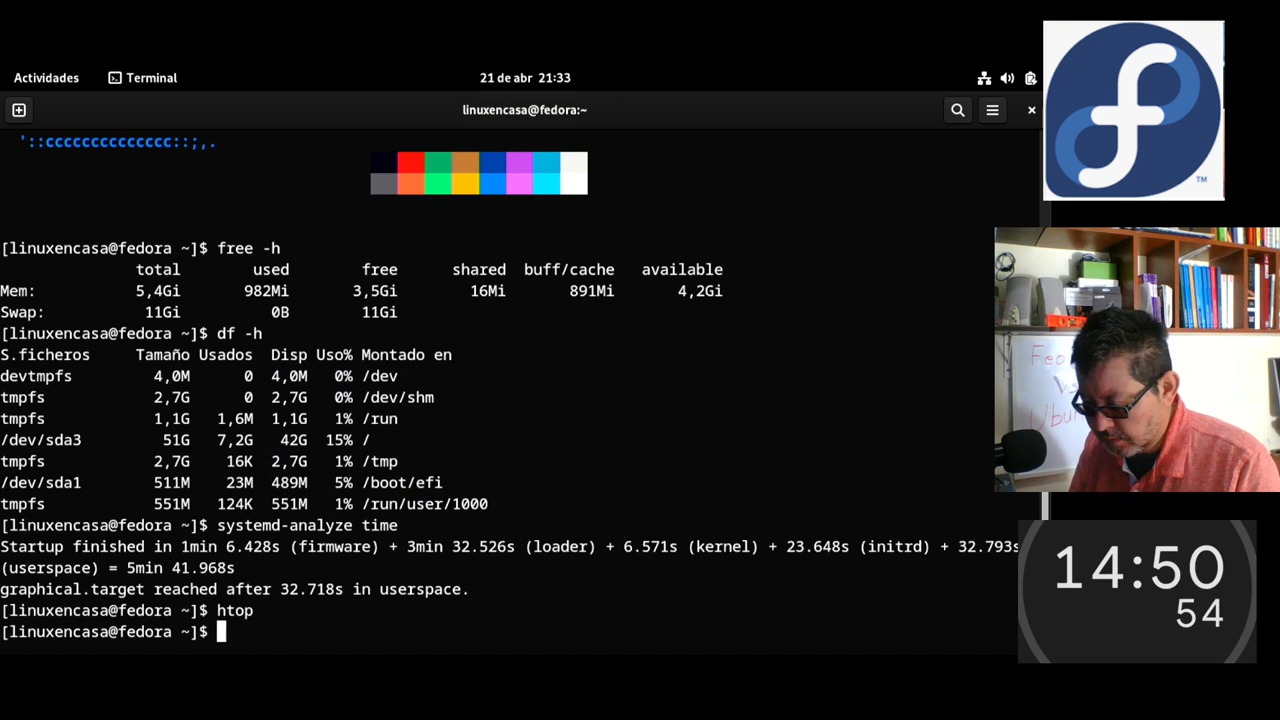 Actividades Terminal 21 de abr 21:33
linuxencasa@fedora:~
'::cccccccccccccc::;,.
[linuxencasa@fedora ~]$ free -h
total used free shared buff/cache available
Mem: 5,4Gi 982Mi 3,5Gi 16Mi 891Mi 4,2Gi
Swap: 11Gi 0B 11Gi
[linuxencasa@fedora ~]$ df -h
S.ficheros Tamaño Usados Disp Uso% Montado en
devtmpfs 4,0M 0 4,0M 0% /dev
tmpfs 2,7G 0 2,7G 0% /dev/shm
tmpfs 1,1G 1,6M 1,1G 1% /run
/dev/sda3 51G 7,2G 42G 15% /
tmpfs 2,7G 16K 2,7G 1% /tmp
/dev/sda1 511M 23M 489M 5% /boot/efi
tmpfs 551M 124K 551M 1% /run/user/1000
[linuxencasa@fedora ~]$ systemd-analyze time
Startup finished in 1min 6.428s (firmware) + 3min 32.526s (loader) + 6.571s (kernel) + 23.648s (initrd) + 32.793s
(userspace) = 5min 41.968s
graphical.target reached after 32.718s in userspace.
[linuxencasa@fedora ~]$ htop
[linuxencasa@fedora ~]$
TM
14:50
54